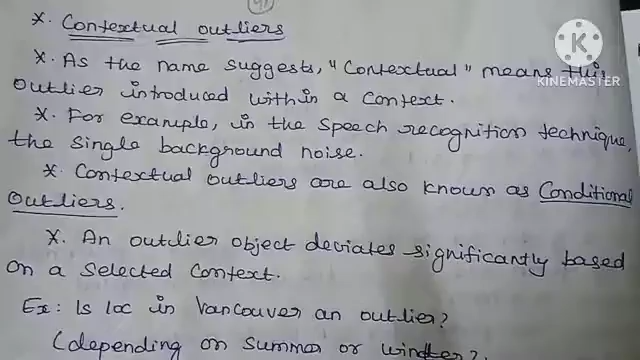 * Contextual outliers
KINEMASTER
* As the name suggests, "Contextual" means this
outlier introduced within a context.
* For example, in the speech recognition technique,
the single background noise.
* Contextual outliers are also known as Conditional
Outliers.
* An outlier object deviates significantly based
on a selected context.
Ex: Is 10c in Vancouver an outlier?
(depending on summer or winter?